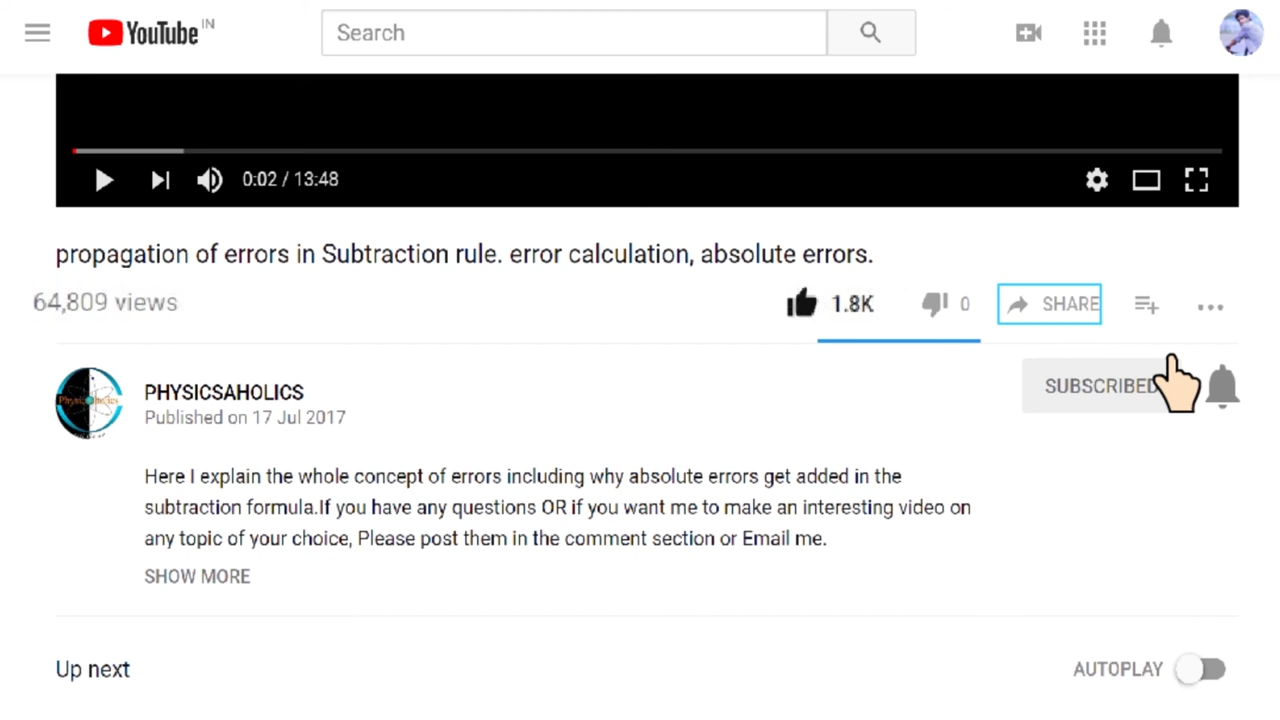 YouTube IN
Search
0:02 / 13:48
propagation of errors in Subtraction rule. error calculation, absolute errors.
64,809 views
1.8K 0 SHARE
PHYSICSAHOLICS
SUBSCRIBED
Published on 17 Jul 2017
Here I explain the whole concept of errors including why absolute errors get added in the
subtraction formula.If you have any questions OR if you want me to make an interesting video on
any topic of your choice, Please post them in the comment section or Email me.
SHOW MORE
Up next
AUTOPLAY